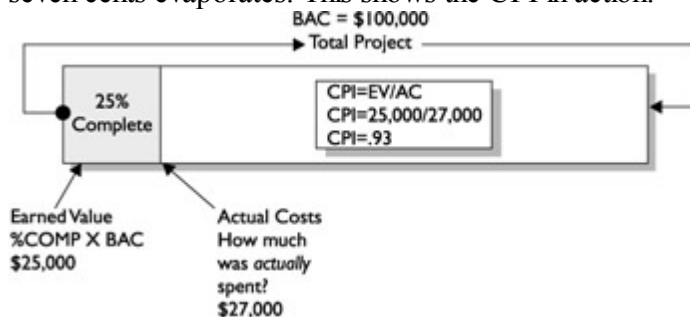 seven cents evaporates. This shows the CPI in action.
BAC = $100,000
Total Project
25%
Complete
CPI=EV/AC
CPI=25,000/27,000
CPI=.93
Earned Value
%COMP X BAC
$25,000
Actual Costs
How much
was actually
spent?
$27,000